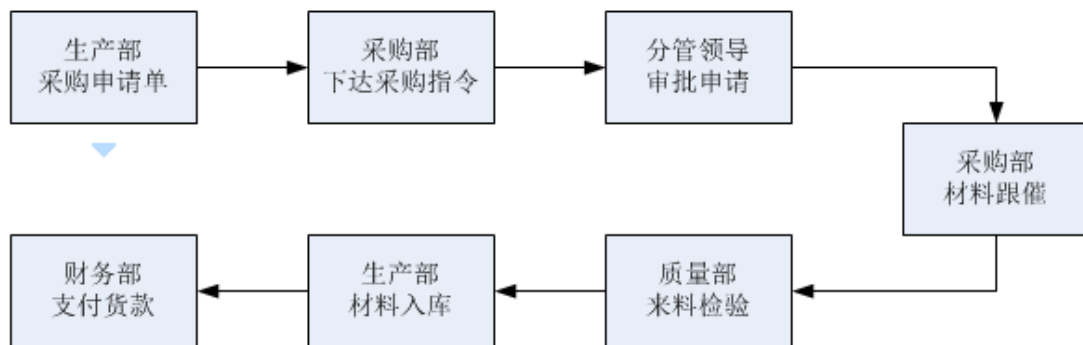 生产部
采购申请单
采购部
下达采购指令
分管领导
审批申请
采购部
材料跟催
质量部
来料检验
生产部
材料入库
财务部
支付货款